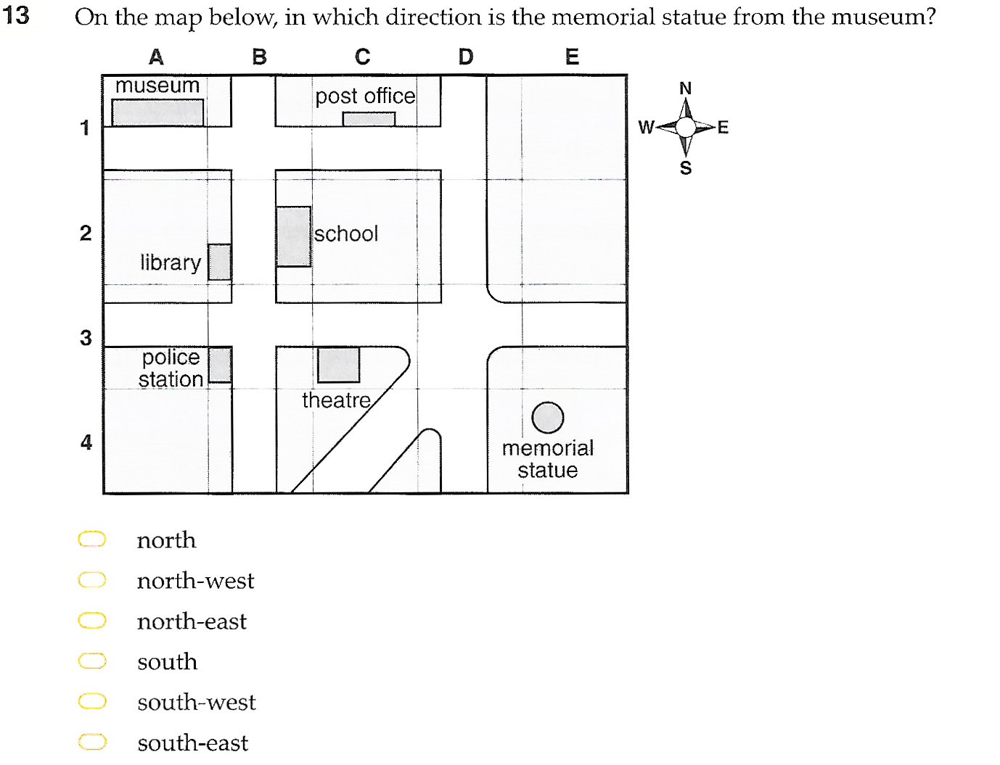 13 On the map below, in which direction is the memorial statue from the museum?
A B C D E
museum
post office
N
1
W E
S
2
school
library
3
police
station
theatre
4
memorial
statue
north
north-west
north-east
south
south-west
south-east